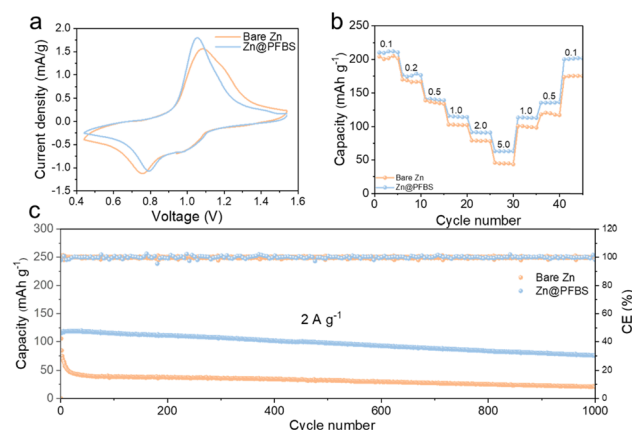 a
Bare Zn
Zn@PFBS
2.0
1.5
1.0
0.5
0.0
-0.5
-1.0
-1.5
0.4 0.6 0.8 1.0 1.2 1.4 1.6
Current density (mA/g)
Voltage (V)
b
250
200
150
100
50
0
0.1 0.2 0.5 1.0 2.0 5.0 1.0 0.5 0.1
Bare Zn
Zn@PFBS
0 10 20 30 40
Capacity (mAh g⁻¹)
Cycle number
c
300
250
200
150
100
50
0
120
100
80
60
40
20
0
Bare Zn
Zn@PFBS
2 A g⁻¹
0 200 400 600 800 1000
Capacity (mAh g⁻¹)
CE (%)
Cycle number